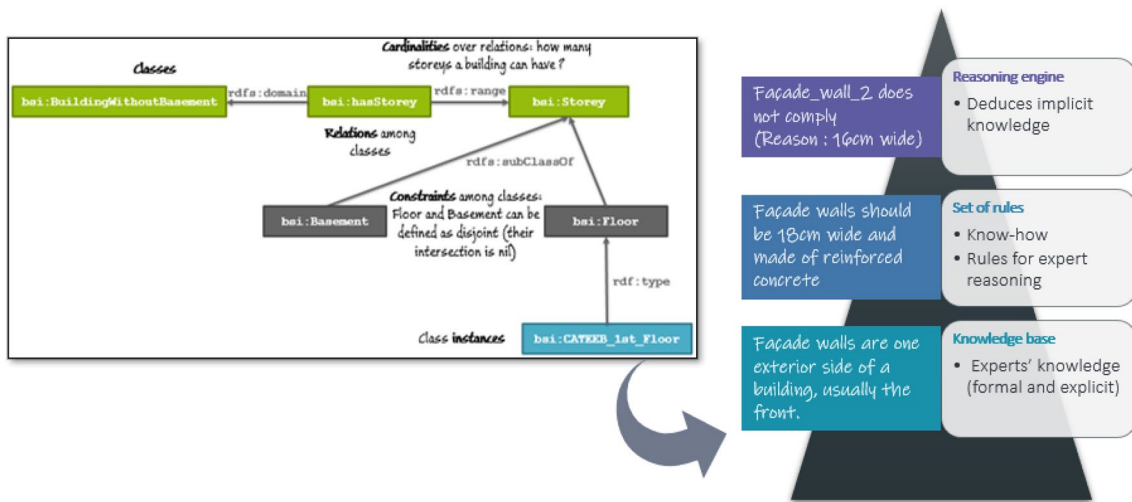 Cardinalities over relations: how many
storeys a building can have ?
Classes
bsi:BuildingWithoutBasement
rdfs:domain
bsi:hasStorey
rdfs:range
bsi:Storey
Relations among
classes
rdfs:subClassOf
Constraints among classes:
Floor and Basement can be
defined as disjoint (their
intersection is nil)
bsi:Basement
bsi:Floor
rdf:type
Class instances
bsi:CATEEB_1st_Floor
Façade_wall_2 does
not comply
(Reason : 16cm wide)
Reasoning engine
• Deduces implicit
knowledge
Façade walls should
be 18cm wide and
made of reinforced
concrete
Set of rules
• Know-how
• Rules for expert
reasoning
Façade walls are one
exterior side of a
building, usually the
front.
Knowledge base
• Experts’ knowledge
(formal and explicit)